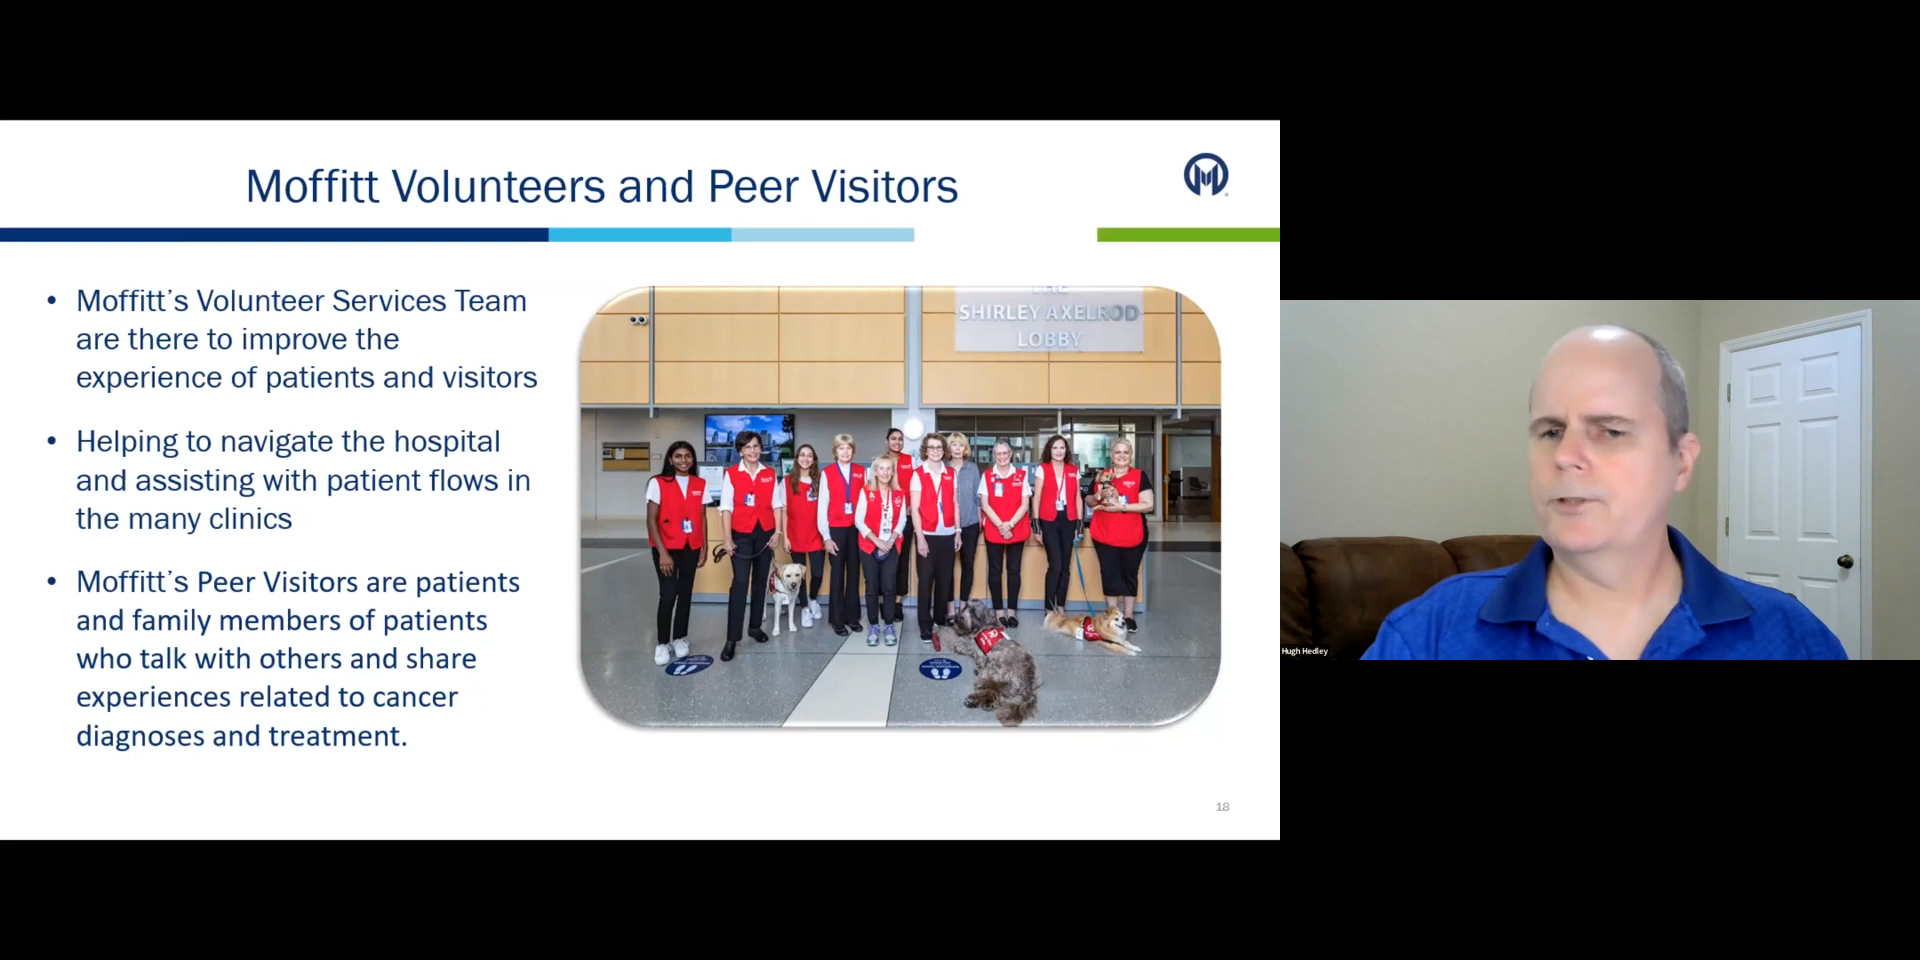 Moffitt Volunteers and Peer Visitors
• Moffitt's Volunteer Services Team
are there to improve the
experience of patients and visitors
• Helping to navigate the hospital
and assisting with patient flows in
the many clinics
• Moffitt's Peer Visitors are patients
and family members of patients
who talk with others and share
experiences related to cancer
diagnoses and treatment.
THE
SHIRLEY AXELROD
LOBBY
18
Hugh Hedley